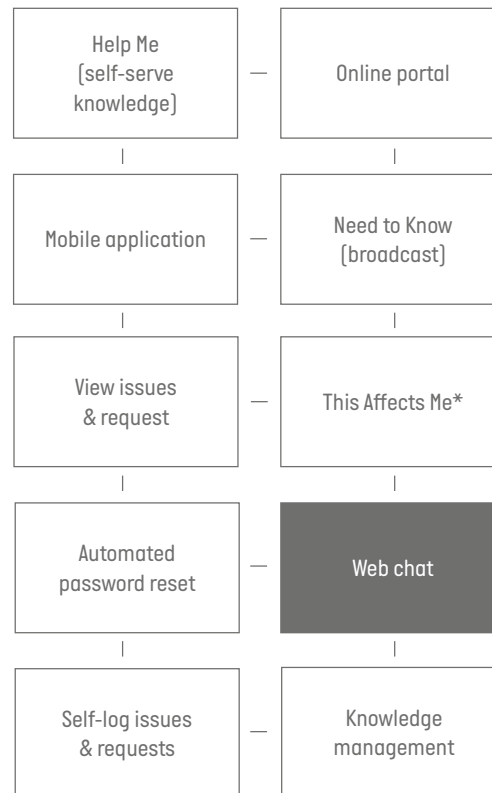 Help Me
(self-serve
knowledge)
Online portal
Mobile application
Need to Know
(broadcast)
View issues
& request
This Affects Me*
Automated
password reset
Web chat
Self-log issues
& requests
Knowledge
management